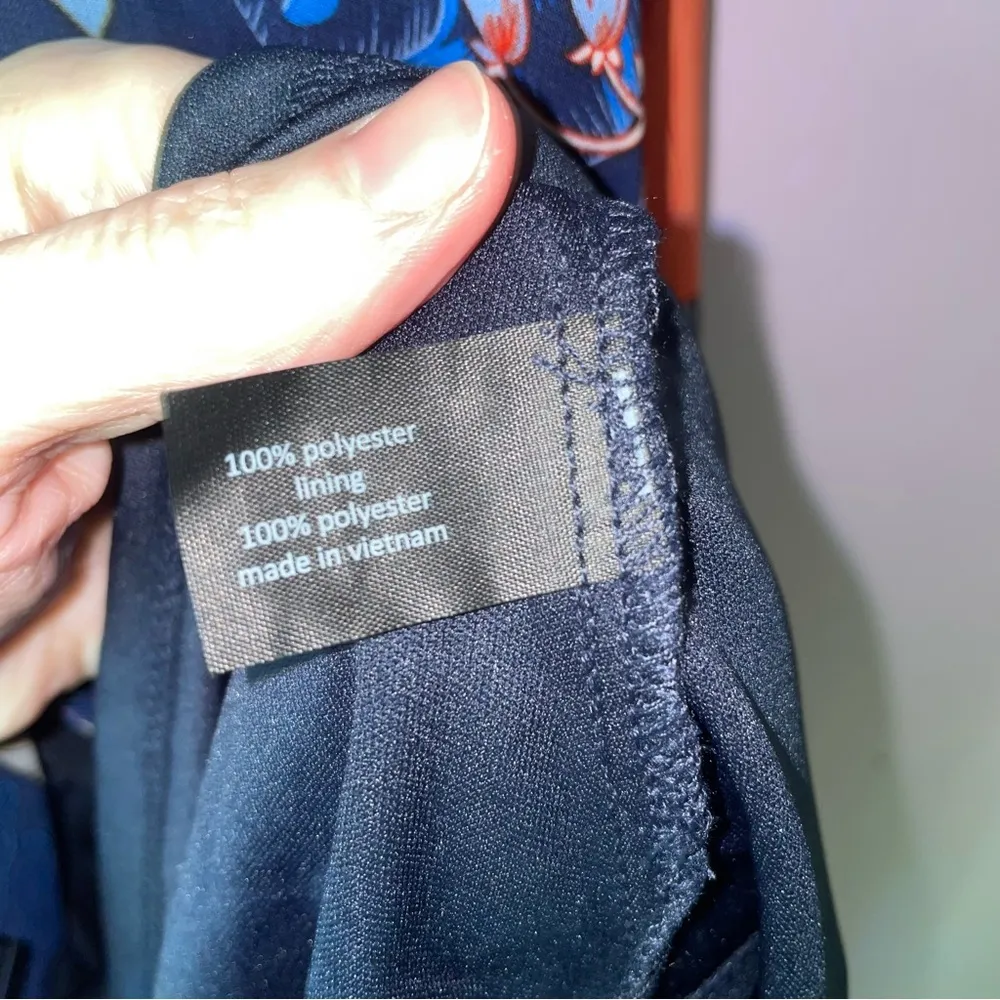 100% polyester
lining
100% polyester
made in vietnam